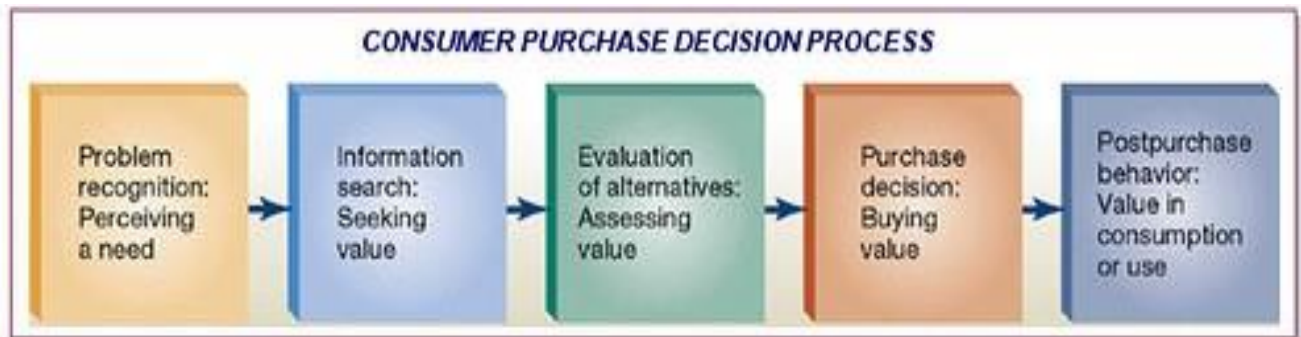 CONSUMER PURCHASE DECISION PROCESS
Problem
recognition:
Perceiving
a need
Information
search:
Seeking
value
Evaluation
of alternatives:
Assessing
value
Purchase
decision:
Buying
value
Postpurchase
behavior:
Value in
consumption
or use